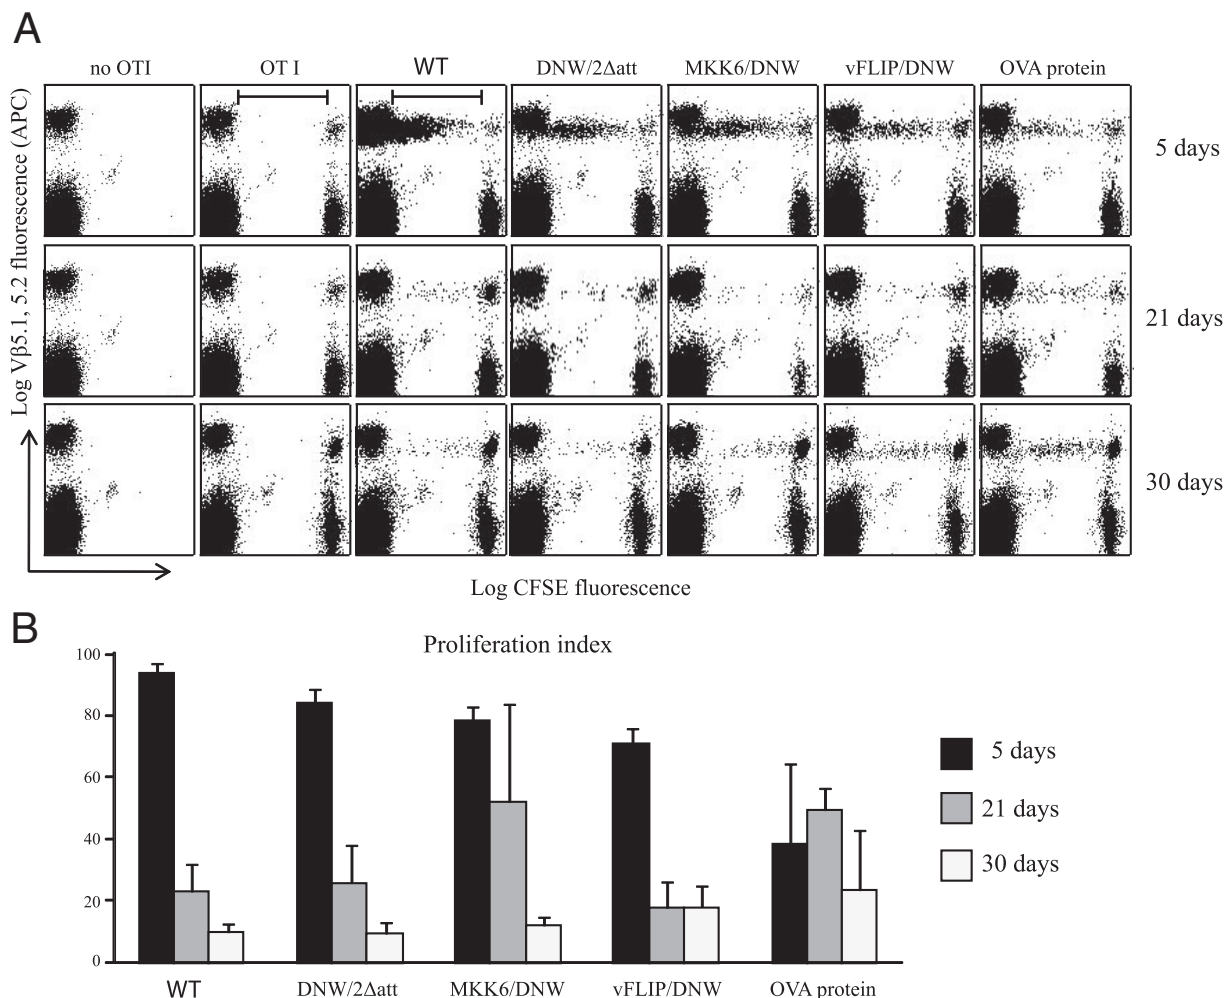 A
no OTI OT I WT DNW/2Δatt MKK6/DNW vFLIP/DNW OVA protein
Log Vβ5.1, 5.2 fluorescence (APC)
5 days
21 days
30 days
Log CFSE fluorescence
B
Proliferation index
100
80
60
40
20
0
5 days
21 days
30 days
WT DNW/2Δatt MKK6/DNW vFLIP/DNW OVA protein